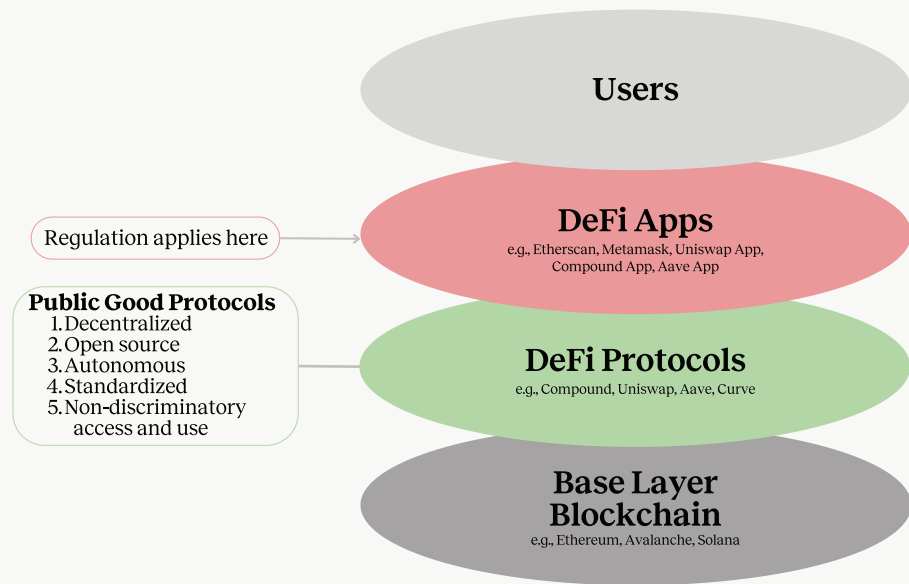 Users
DeFi Apps
e.g., Etherscan, Metamask, Uniswap App,
Compound App, Aave App
Regulation applies here
Public Good Protocols
1. Decentralized
2. Open source
3. Autonomous
4. Standardized
5. Non-discriminatory
access and use
DeFi Protocols
e.g., Compound, Uniswap, Aave, Curve
Base Layer
Blockchain
e.g., Ethereum, Avalanche, Solana